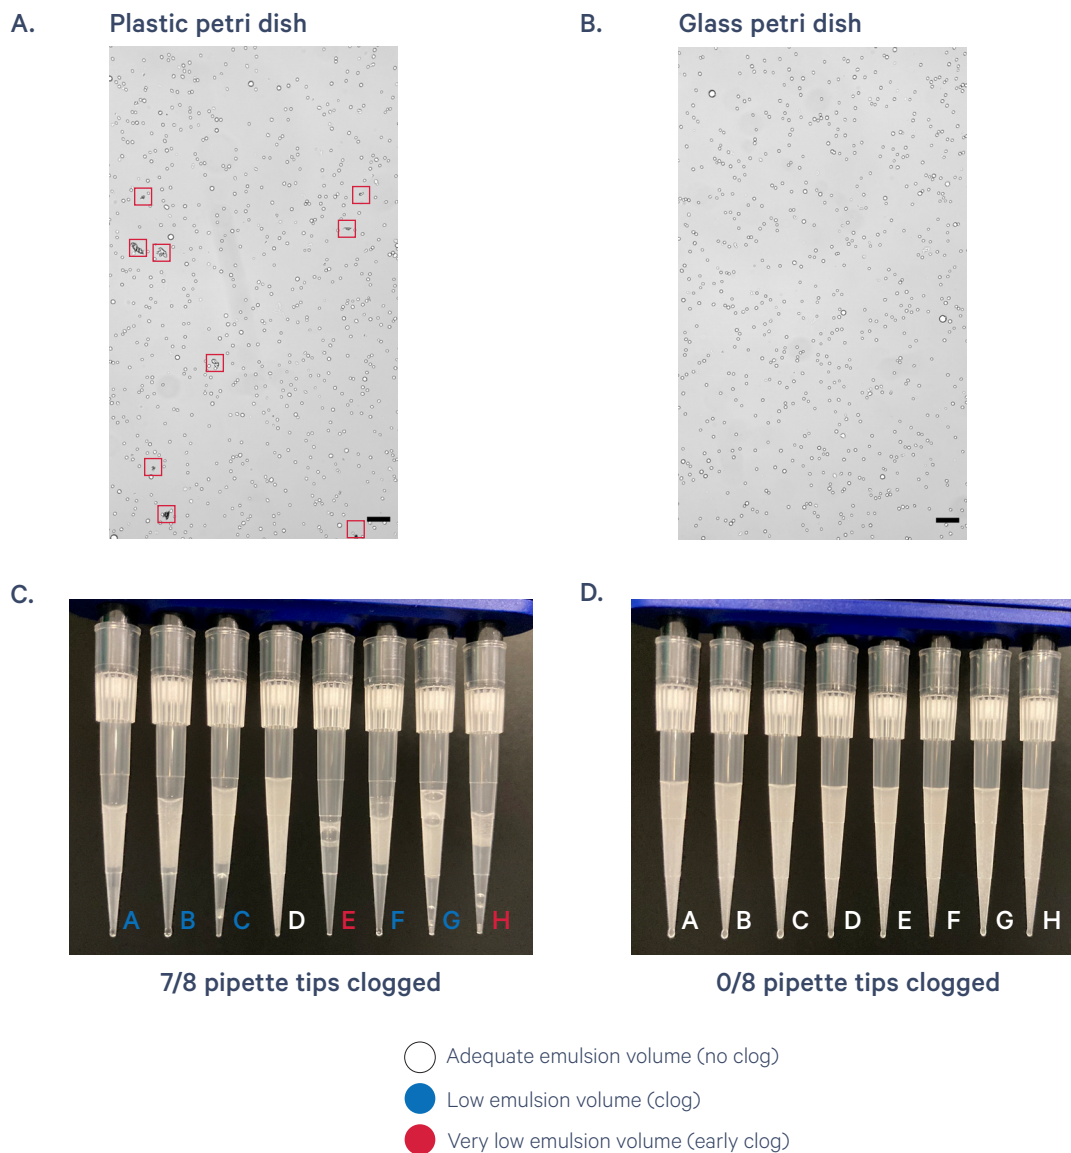 A. Plastic petri dish
B. Glass petri dish
C.
A B C D E F G H
7/8 pipette tips clogged
D.
A B C D E F G H
0/8 pipette tips clogged
Adequate emulsion volume (no clog)
Low emulsion volume (clog)
Very low emulsion volume (early clog)